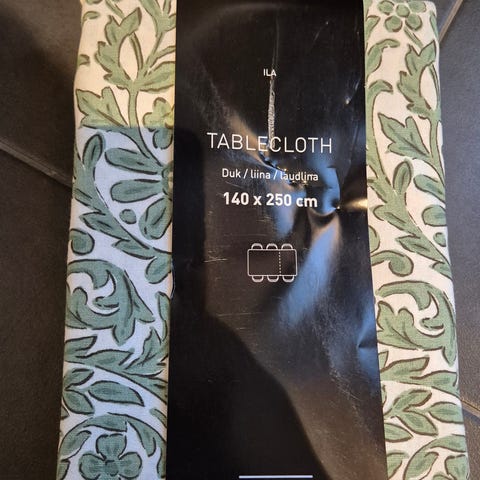 ILA
TABLECLOTH
Duk / liina / laudlina
140 x 250 cm